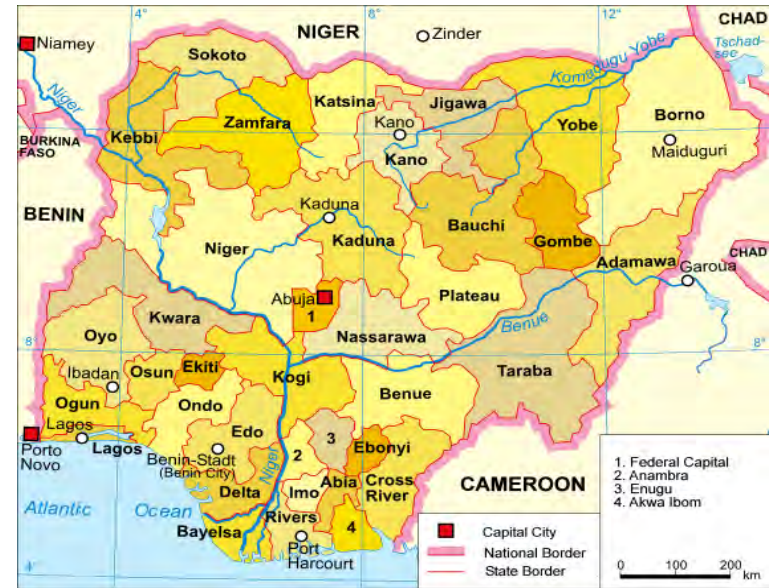 4°
8°
12°
NIGER
CHAD
Niamey
Zinder
Tschad-
see
Sokoto
Komedugu Yobe
Niger
Katsina
Jigawa
Kebbi
Zamfara
Kano
Yobe
Borno
BURKINA
FASO
Kano
Maiduguri
BENIN
Kaduna
Bauchi
Niger
Kaduna
Gombe
Adamawa
CHAD
Garoua
Abuja
1
Plateau
Kwara
Benue
Nassarawa
Oyo
8°
8°
Taraba
Ibadan
Osun
Ekiti
Kogi
Benue
Ogun
Ondo
Lagos
Edo
3
Porto
Novo
Lagos
Benin-Stadt
(Benin City)
Niger
2
Ebonyi
Abia
Cross
River
CAMEROON
Delta
Imo
Atlantic Ocean
Rivers
4
Bayelsa
Port
Harcourt
4°
1. Federal Capital
2. Anambra
3. Enugu
4. Akwa Ibom
Capital City
National Border
State Border
0 100 200
km